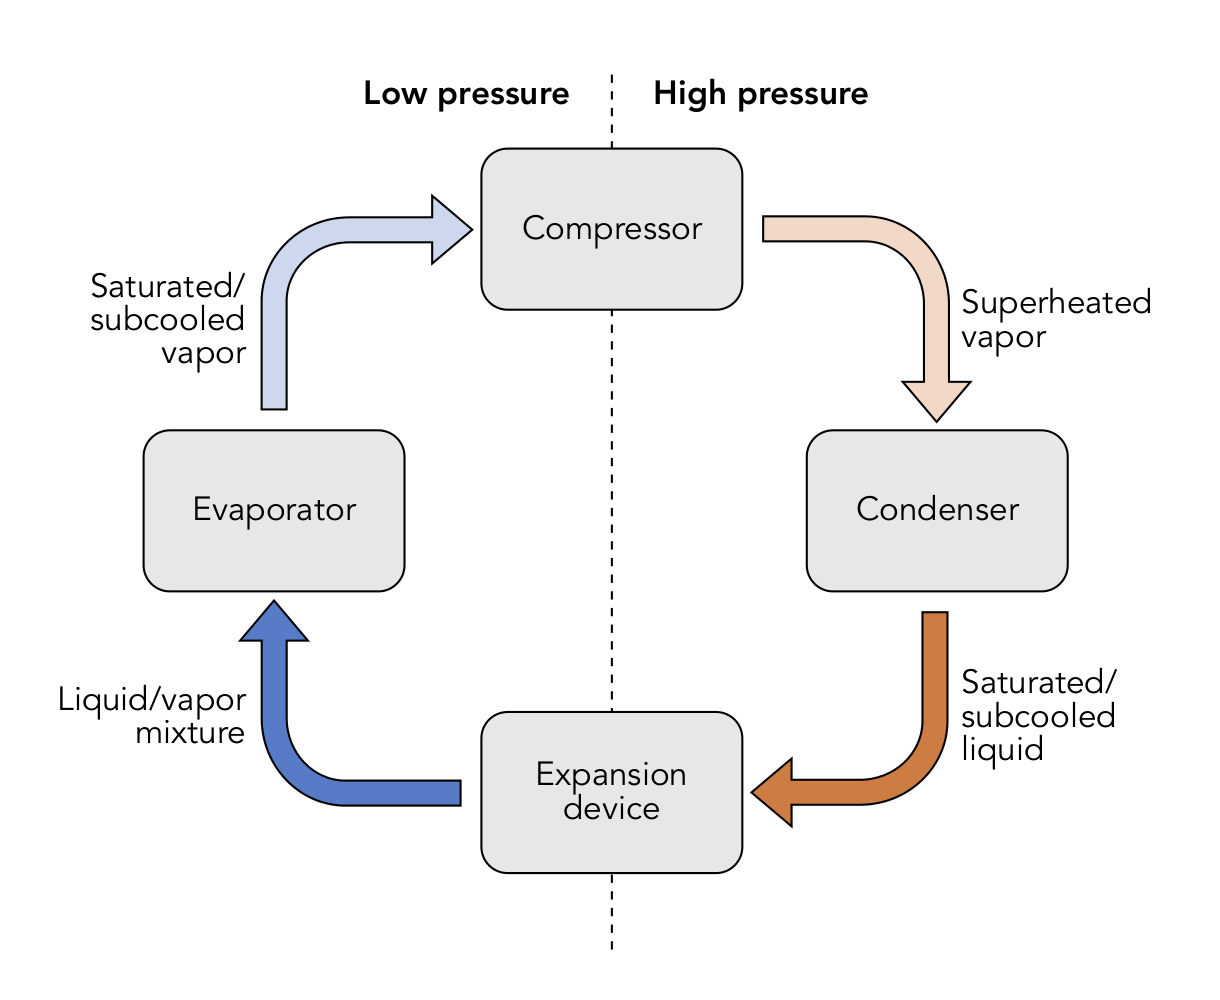 Low pressure
High pressure
Compressor
Saturated/
subcooled
vapor
Superheated
vapor
Evaporator
Condenser
Liquid/vapor
mixture
Saturated/
subcooled
liquid
Expansion
device